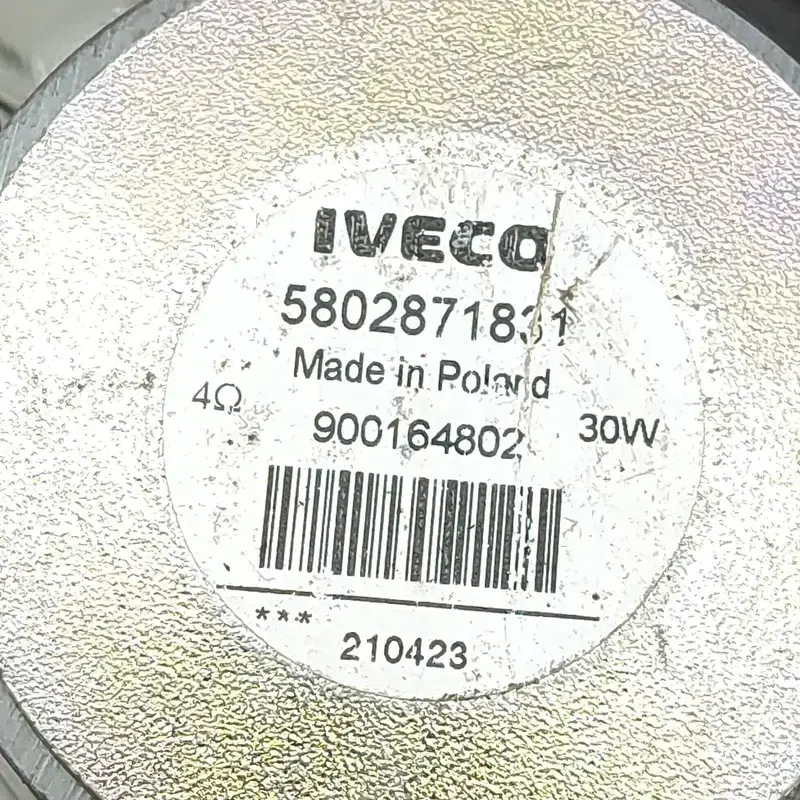 IVECO
5802871831
Made in Poland
4Ω
900164802
30W
***
210423